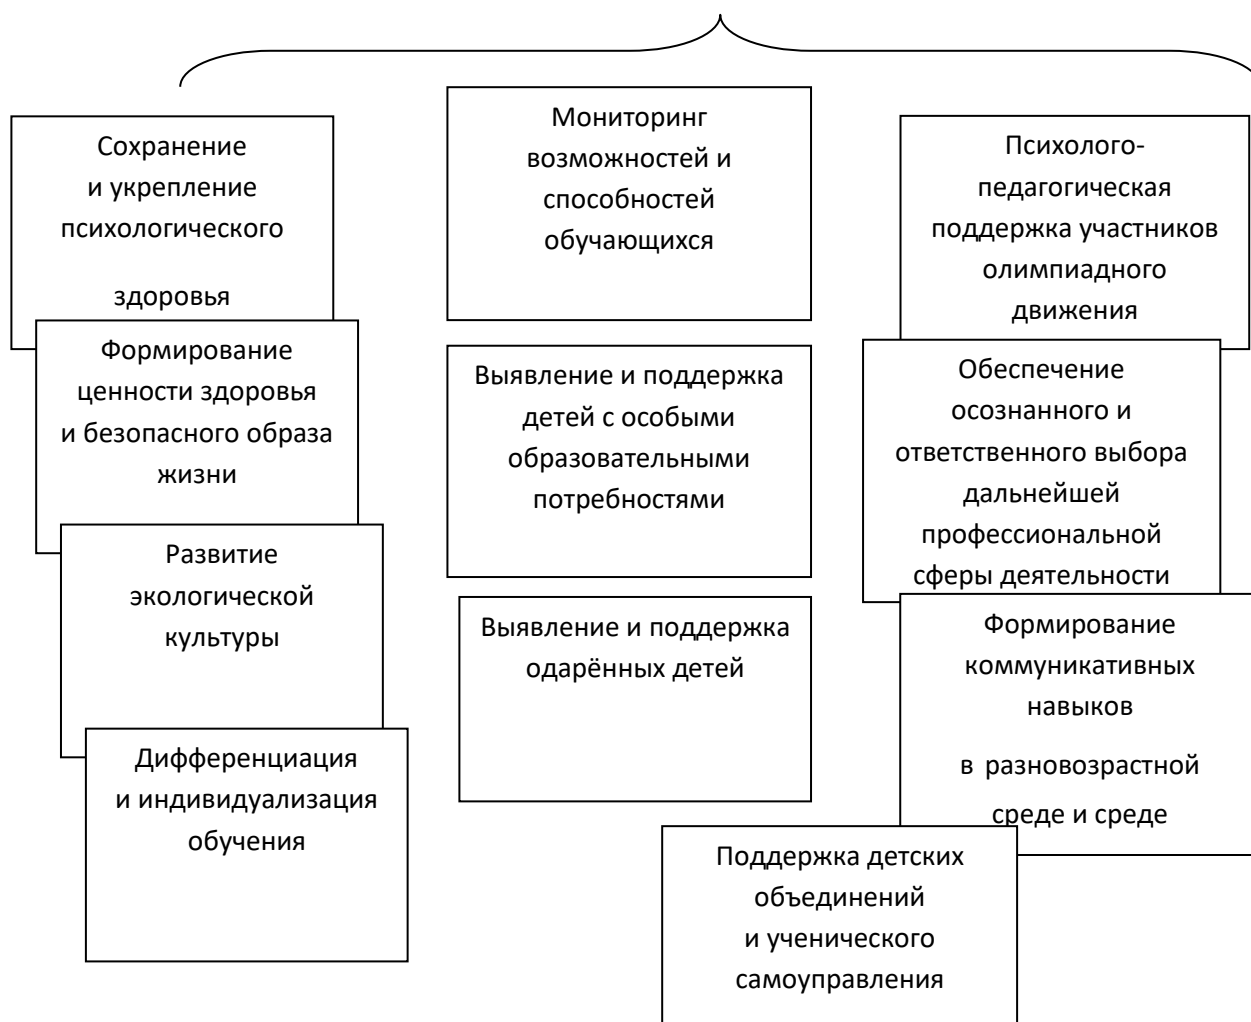 Сохранение
и укрепление
психологического
здоровья
Формирование
ценности здоровья
и безопасного образа
жизни
Развитие
экологической
культуры
Дифференциация
и индивидуализация
обучения
Мониторинг
возможностей и
способностей
обучающихся
Выявление и поддержка
детей с особыми
образовательными
потребностями
Выявление и поддержка
одарённых детей
Психолого-
педагогическая
поддержка участников
олимпиадного
движения
Обеспечение
осознанного и
ответственного выбора
дальнейшей
профессиональной
сферы деятельности
Формирование
коммуникативных
навыков
в разновозрастной
среде и среде
Поддержка детских
объединений
и ученического
самоуправления